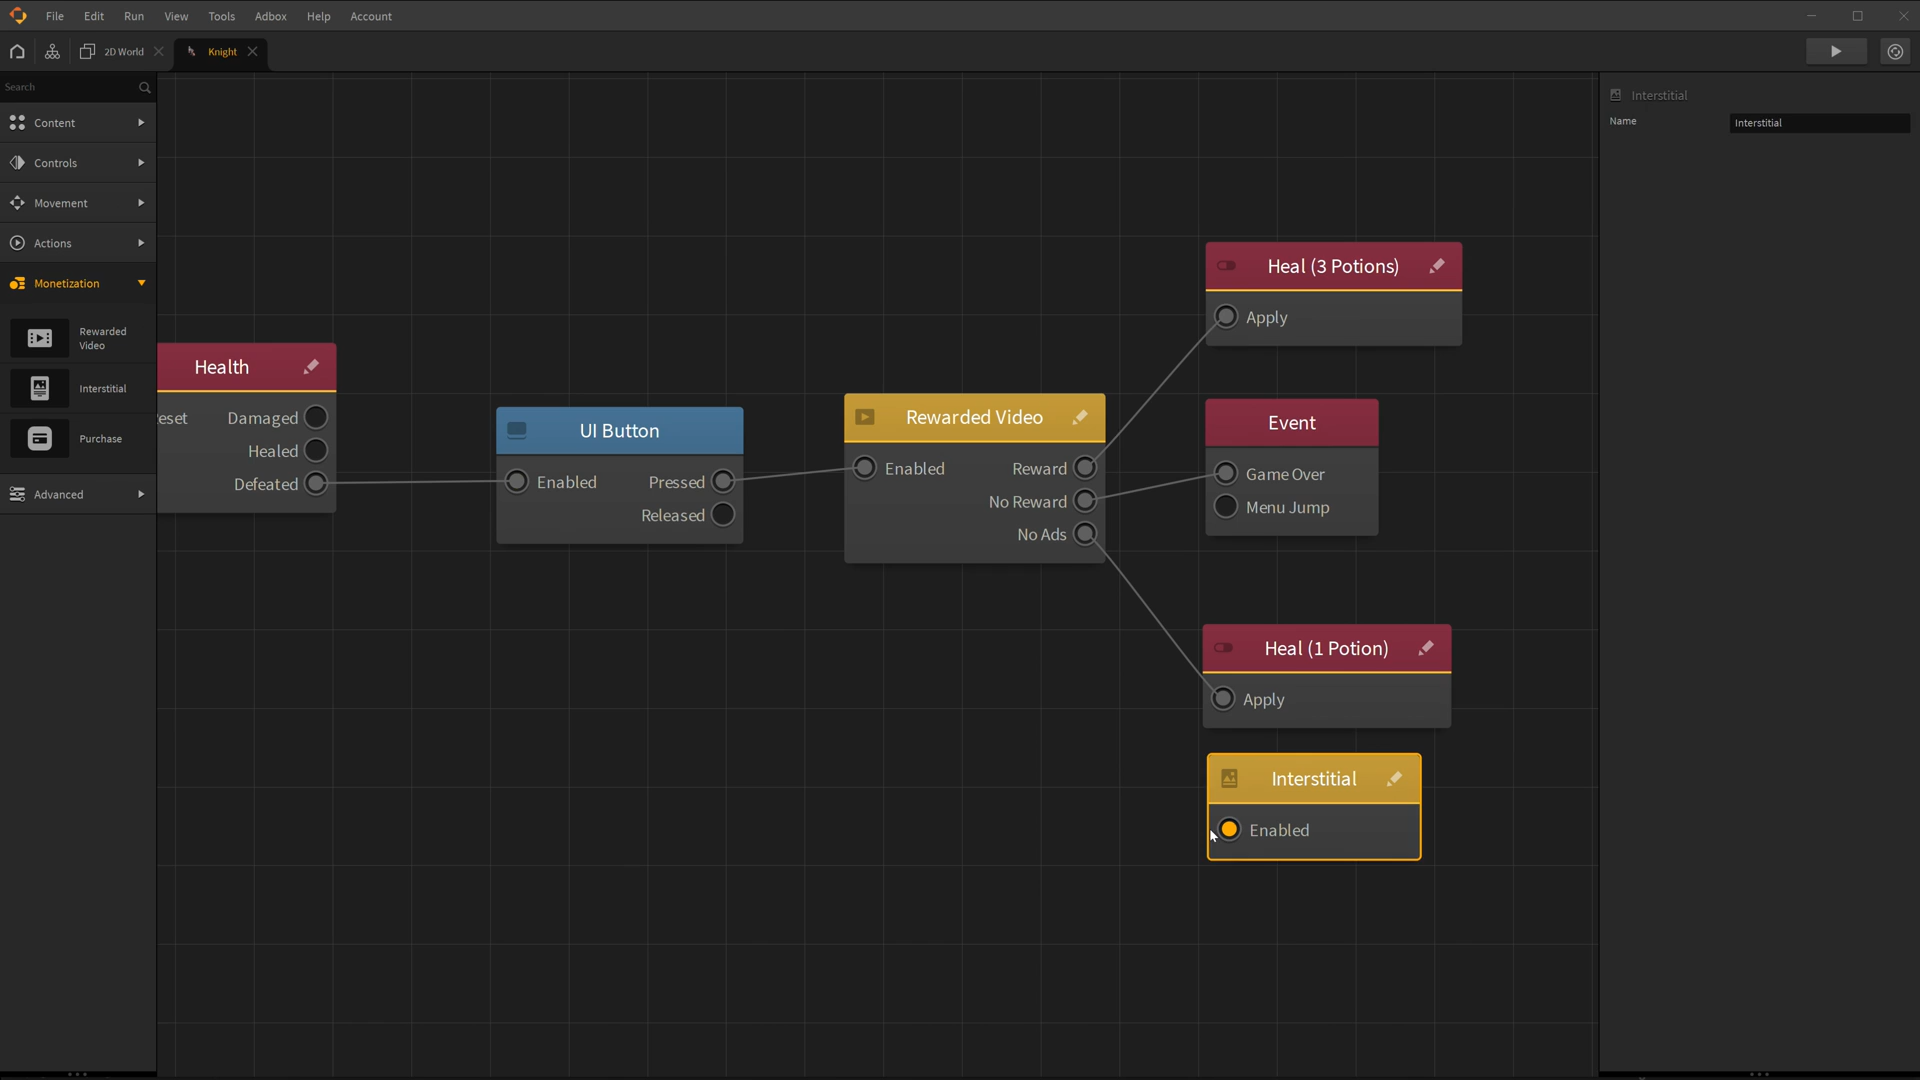 File Edit Run View Tools Adbox Help Account
2D World Knight
Search
Content
Controls
Movement
Actions
Monetization
Rewarded
Video
Interstitial
Purchase
Advanced
Health
eset Damaged
Healed
Defeated
UI Button
Enabled Pressed
Released
Rewarded Video
Enabled Reward
No Reward
No Ads
Heal (3 Potions)
Apply
Event
Game Over
Menu Jump
Heal (1 Potion)
Apply
Interstitial
Enabled
Interstitial
Name Interstitial